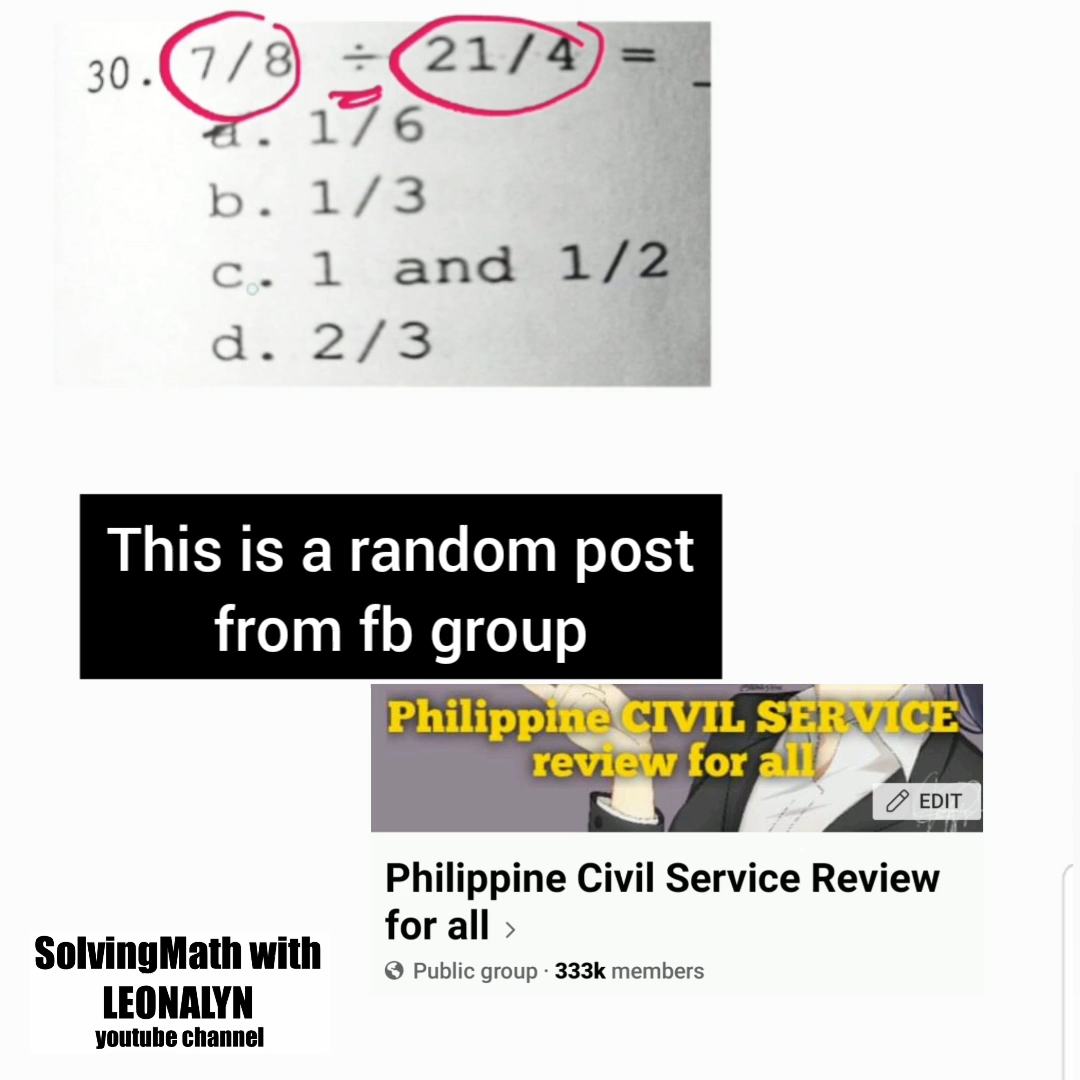 30. 7/8 ÷ 21/4 = _
a. 1/6
b. 1/3
c. 1 and 1/2
d. 2/3
This is a random post
from fb group
Philippine CIVIL SERVICE
review for all
EDIT
Philippine Civil Service Review
for all >
Public group · 333k members
SolvingMath with
LEONALYN
youtube channel